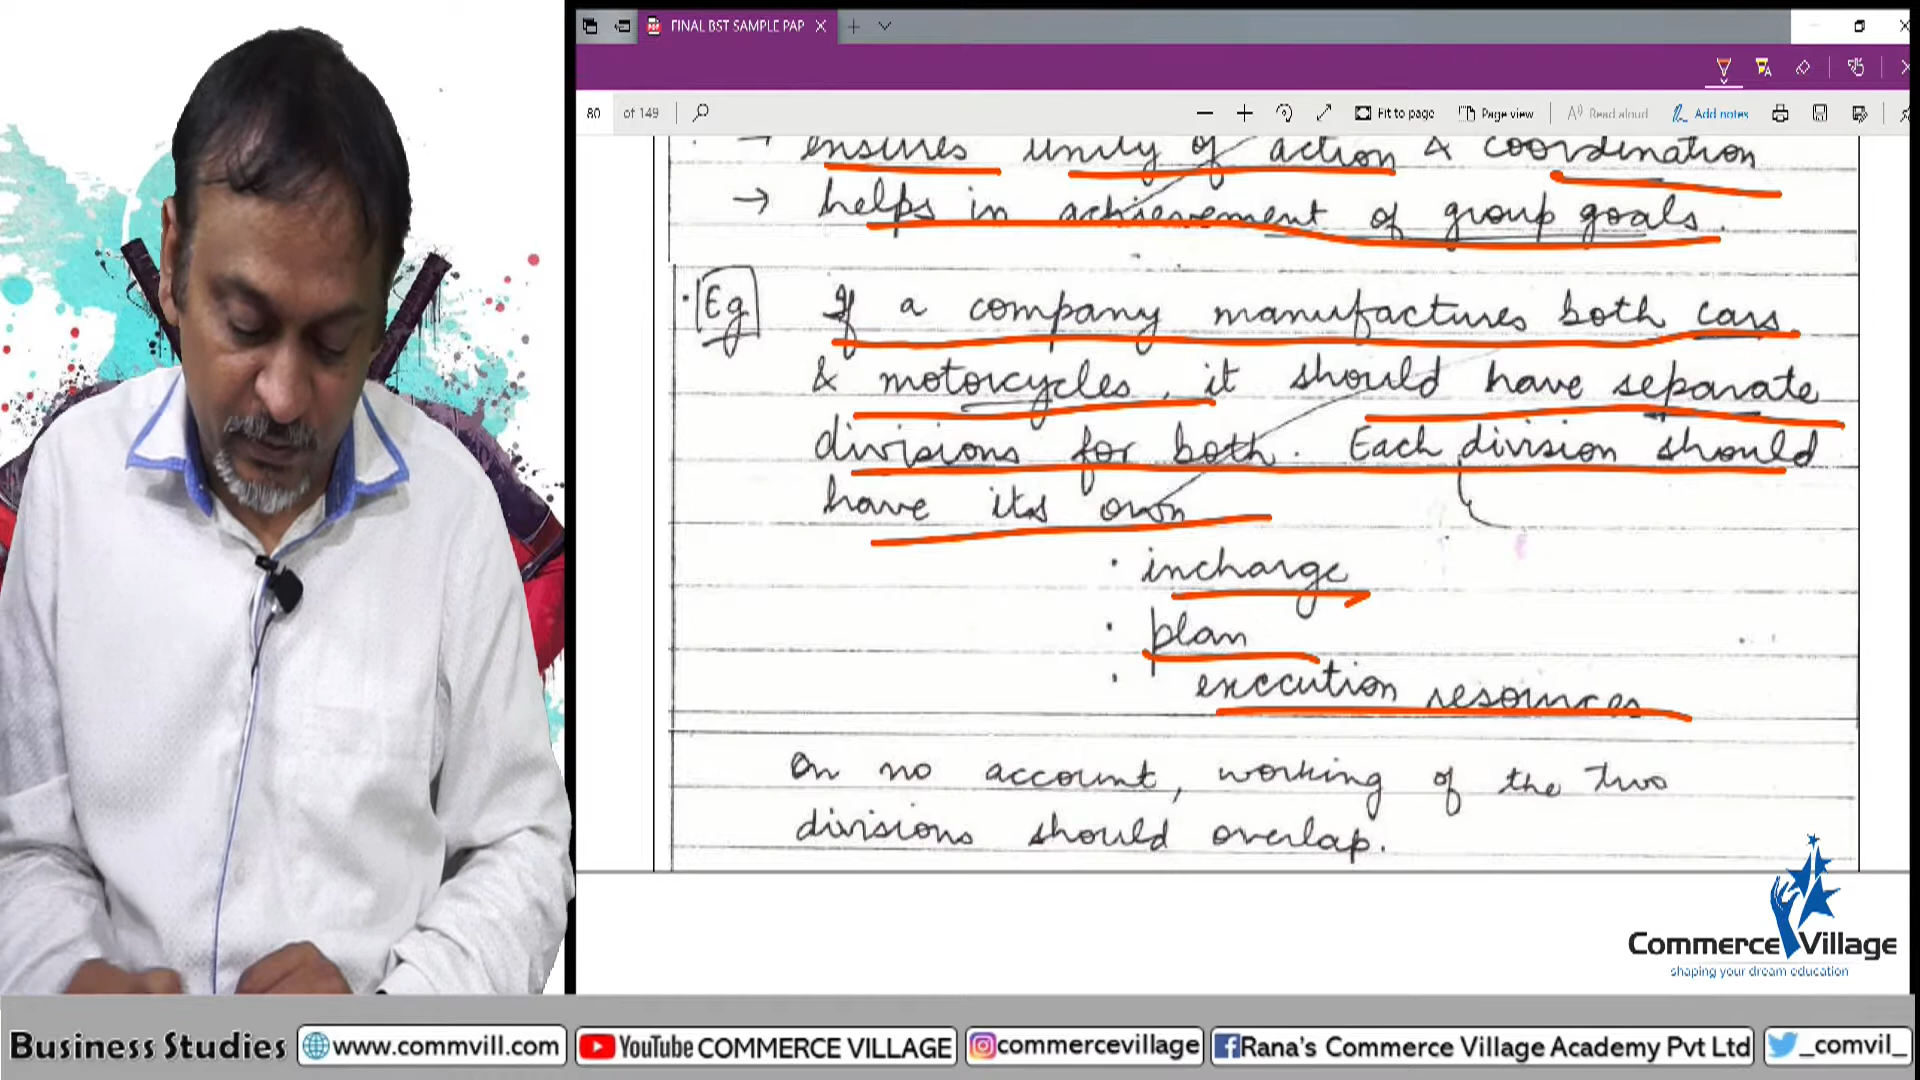 FINAL BST SAMPLE PAP
80 of 149
Fit to page
Page view
Read aloud
Add notes
→ ensures unity of action & coordination
→ helps in achievement of group goals.
Eg If a company manufactures both cars
& motorcycles, it should have separate
divisions for both. Each division should
have its own
· incharge
· plan
· execution resources
On no account, working of the two
divisions should overlap.
Commerce Village
shaping your dream education
Business Studies
www.commvill.com
YouTube COMMERCE VILLAGE
commercevillage
Rana's Commerce Village Academy Pvt Ltd
_comvil_